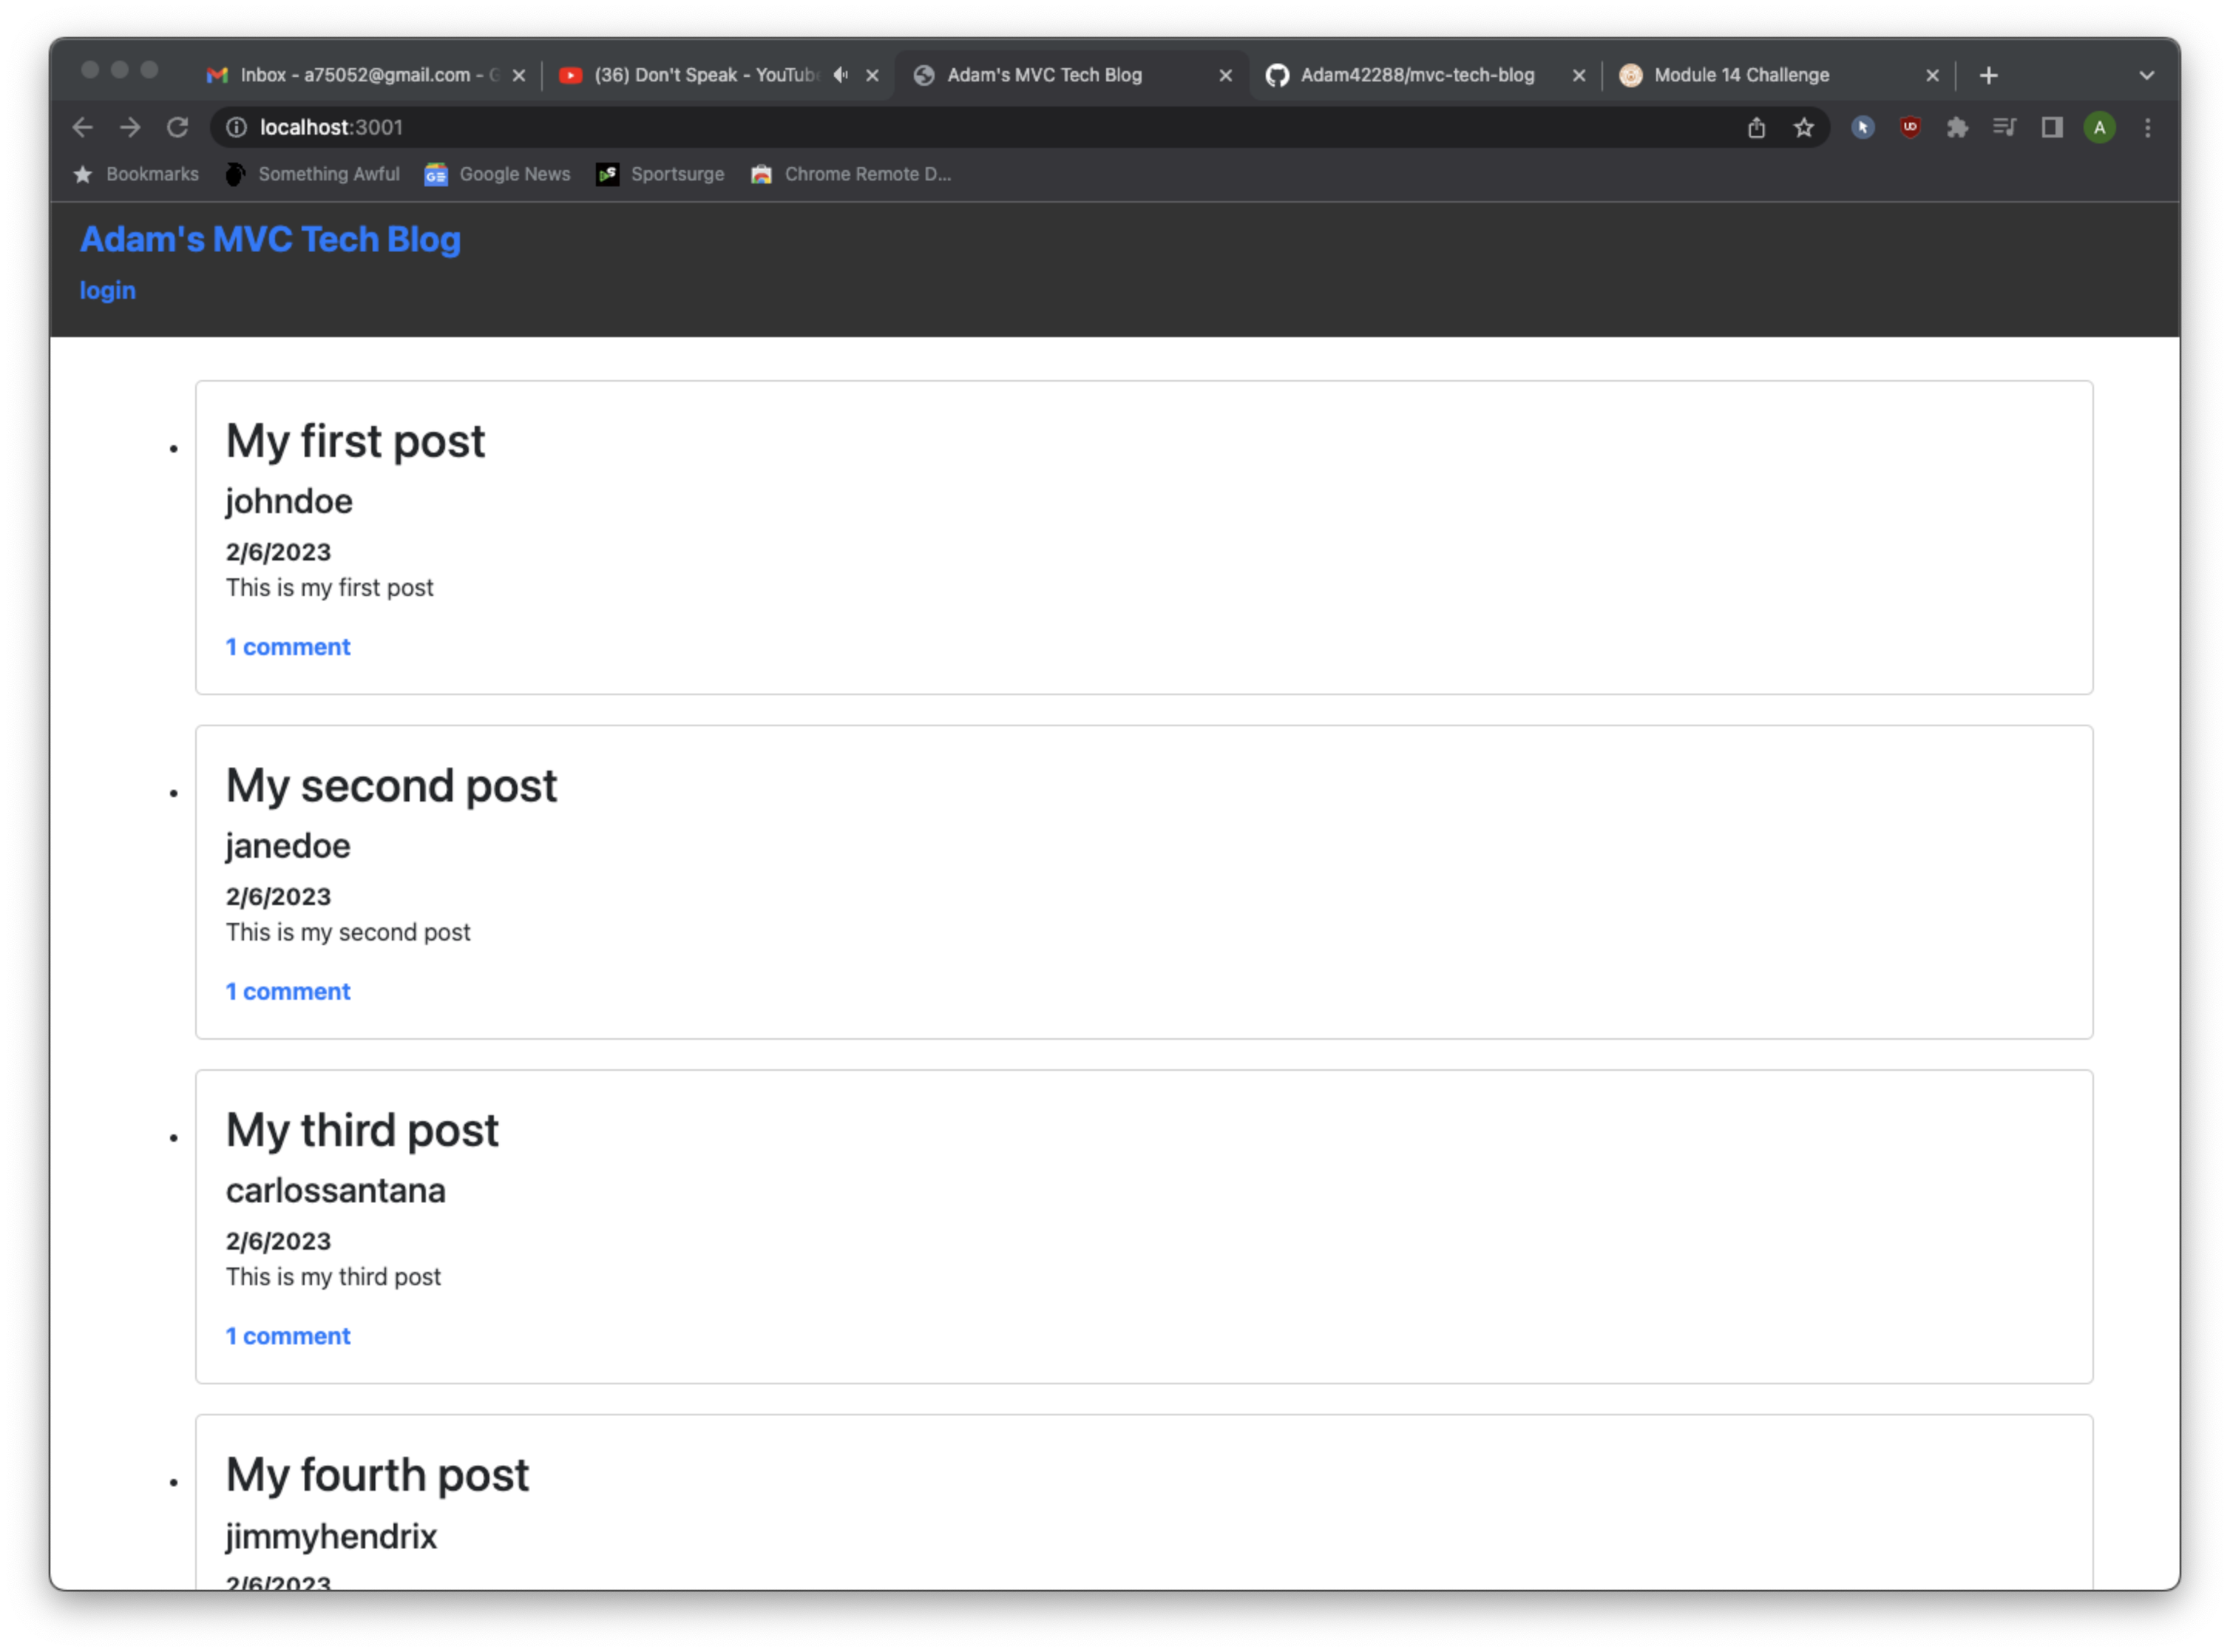 Inbox - a75052@gmail.com - G
(36) Don't Speak - YouTube
Adam's MVC Tech Blog
Adam42288/mvc-tech-blog
Module 14 Challenge
localhost:3001
UD
A
Bookmarks
Something Awful
GE
Google News
Sportsurge
Chrome Remote D...
Adam's MVC Tech Blog
login
My first post
johndoe
2/6/2023
This is my first post
1 comment
My second post
janedoe
2/6/2023
This is my second post
1 comment
My third post
carlossantana
2/6/2023
This is my third post
1 comment
My fourth post
jimmyhendrix
2/6/2023